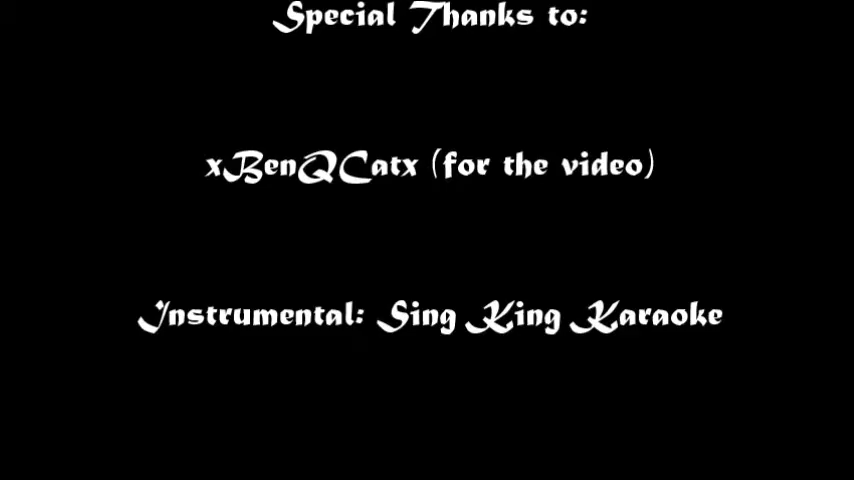 Special Thanks to:
xBenQCatx (for the video)
Instrumental: Sing King Karaoke